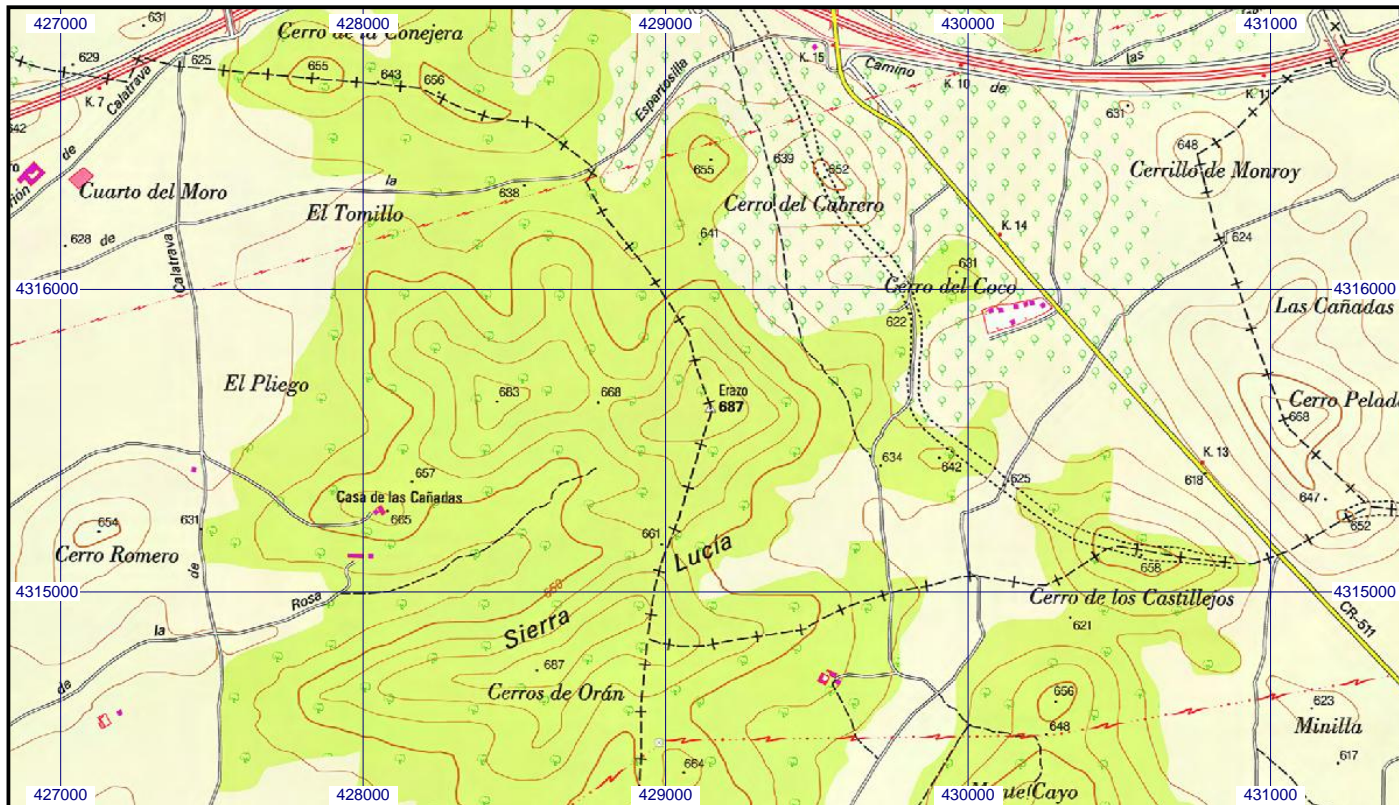 427000
428000
429000
430000
431000
631
Cerro de la Conejera
629
625
655
643
656
K. 7
Calatrava
K. 15
Camino
las
K. 10
de
K. 11
642
de
Espartosilla
655
639
652
631
648
Cerrillo de Monroy
Cuarto del Moro
la
638
El Tomillo
Cerro del Cabrero
628
de
641
K. 14
624
Calatrava
631
4316000
Cerro del Coco
4316000
Las Cañadas
622
El Pliego
683
668
Erazo
687
668
634
642
K. 13
618
657
625
Casa de las Cañadas
665
647
652
654
631
Cerro Romero
661
Lucía
658
de
4315000
Rosa
660
4315000
Cerro de los Castillejos
CR-511
la
Sierra
621
de
687
Cerros de Orán
656
648
623
Minilla
617
664
Monte Cayo
427000
428000
429000
430000
431000